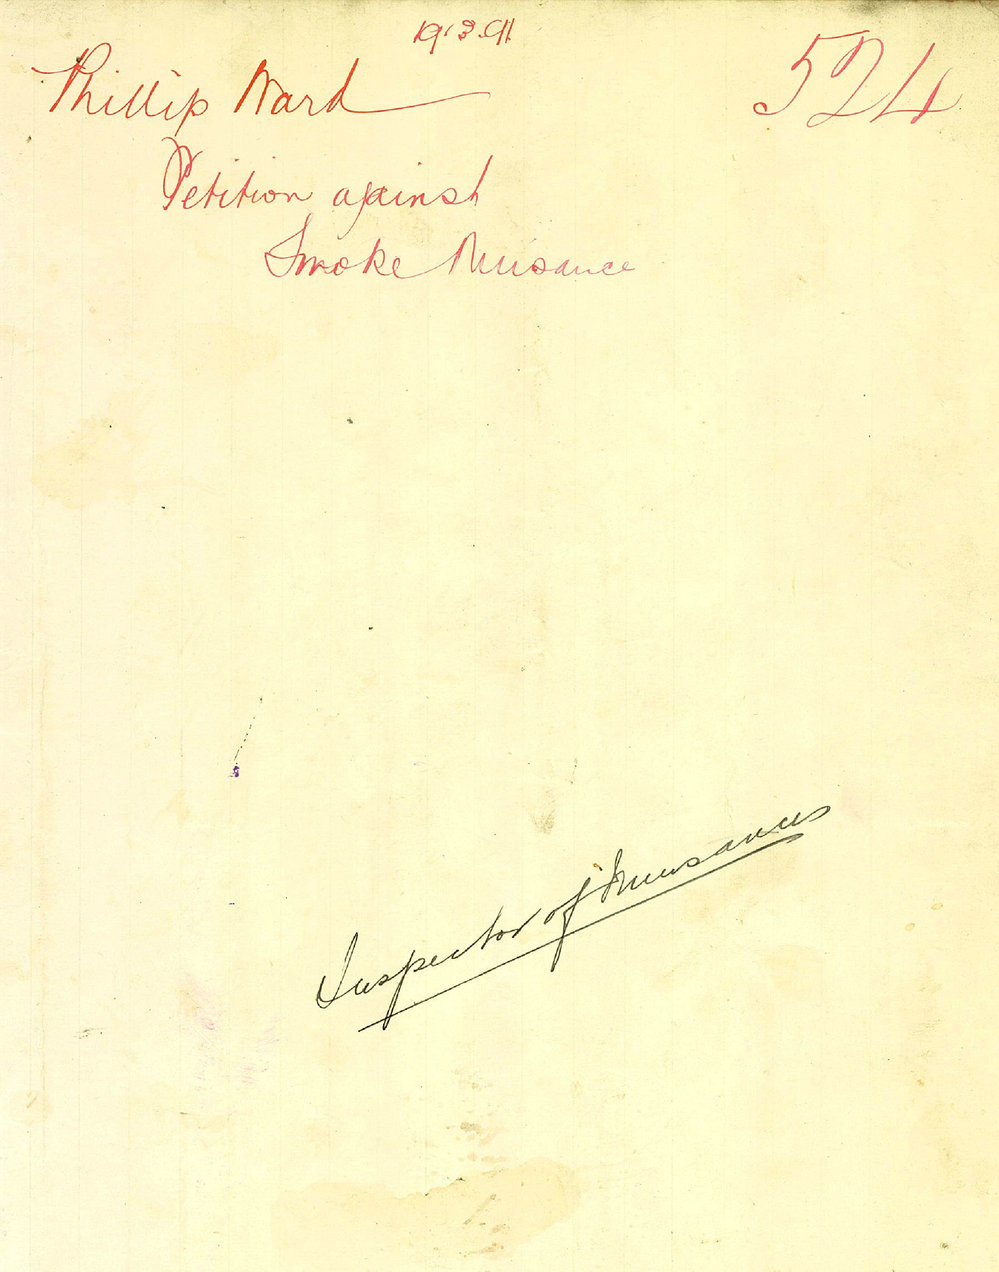 19.3.91
Phillip Ward
524
Petition against
Smoke Nuisance
Inspector of Nuisances